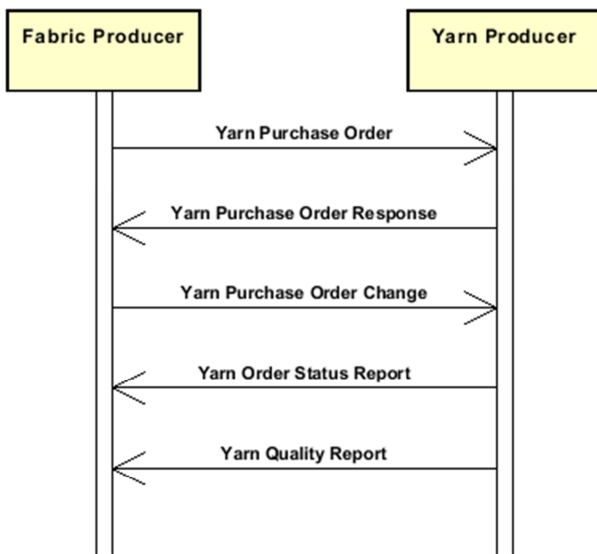 Fabric Producer
Yarn Producer
Yarn Purchase Order
Yarn Purchase Order Response
Yarn Purchase Order Change
Yarn Order Status Report
Yarn Quality Report